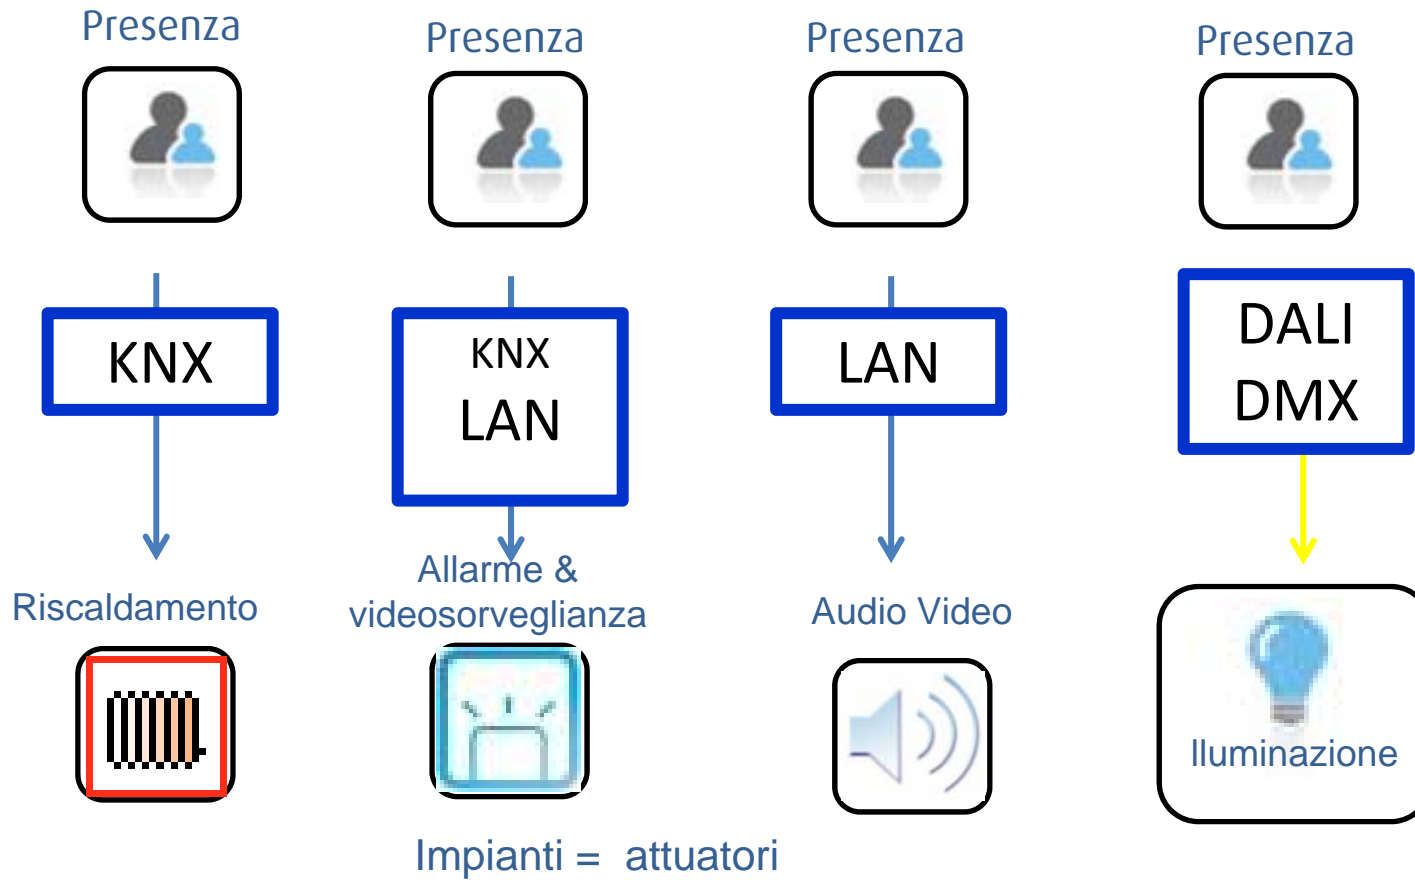 Presenza
Presenza
Presenza
Presenza
KNX
KNX
LAN
LAN
DALI
DMX
Riscaldamento
Allarme &
videosorveglianza
Audio Video
Iluminazione
Impianti = attuatori